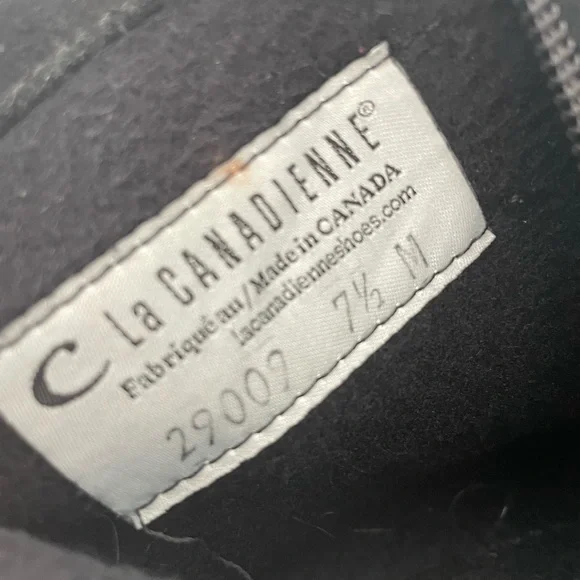 C La CANADIENNE®
Fabriqué au/Made in CANADA
lacanadienneshoes.com
29009 7½ M